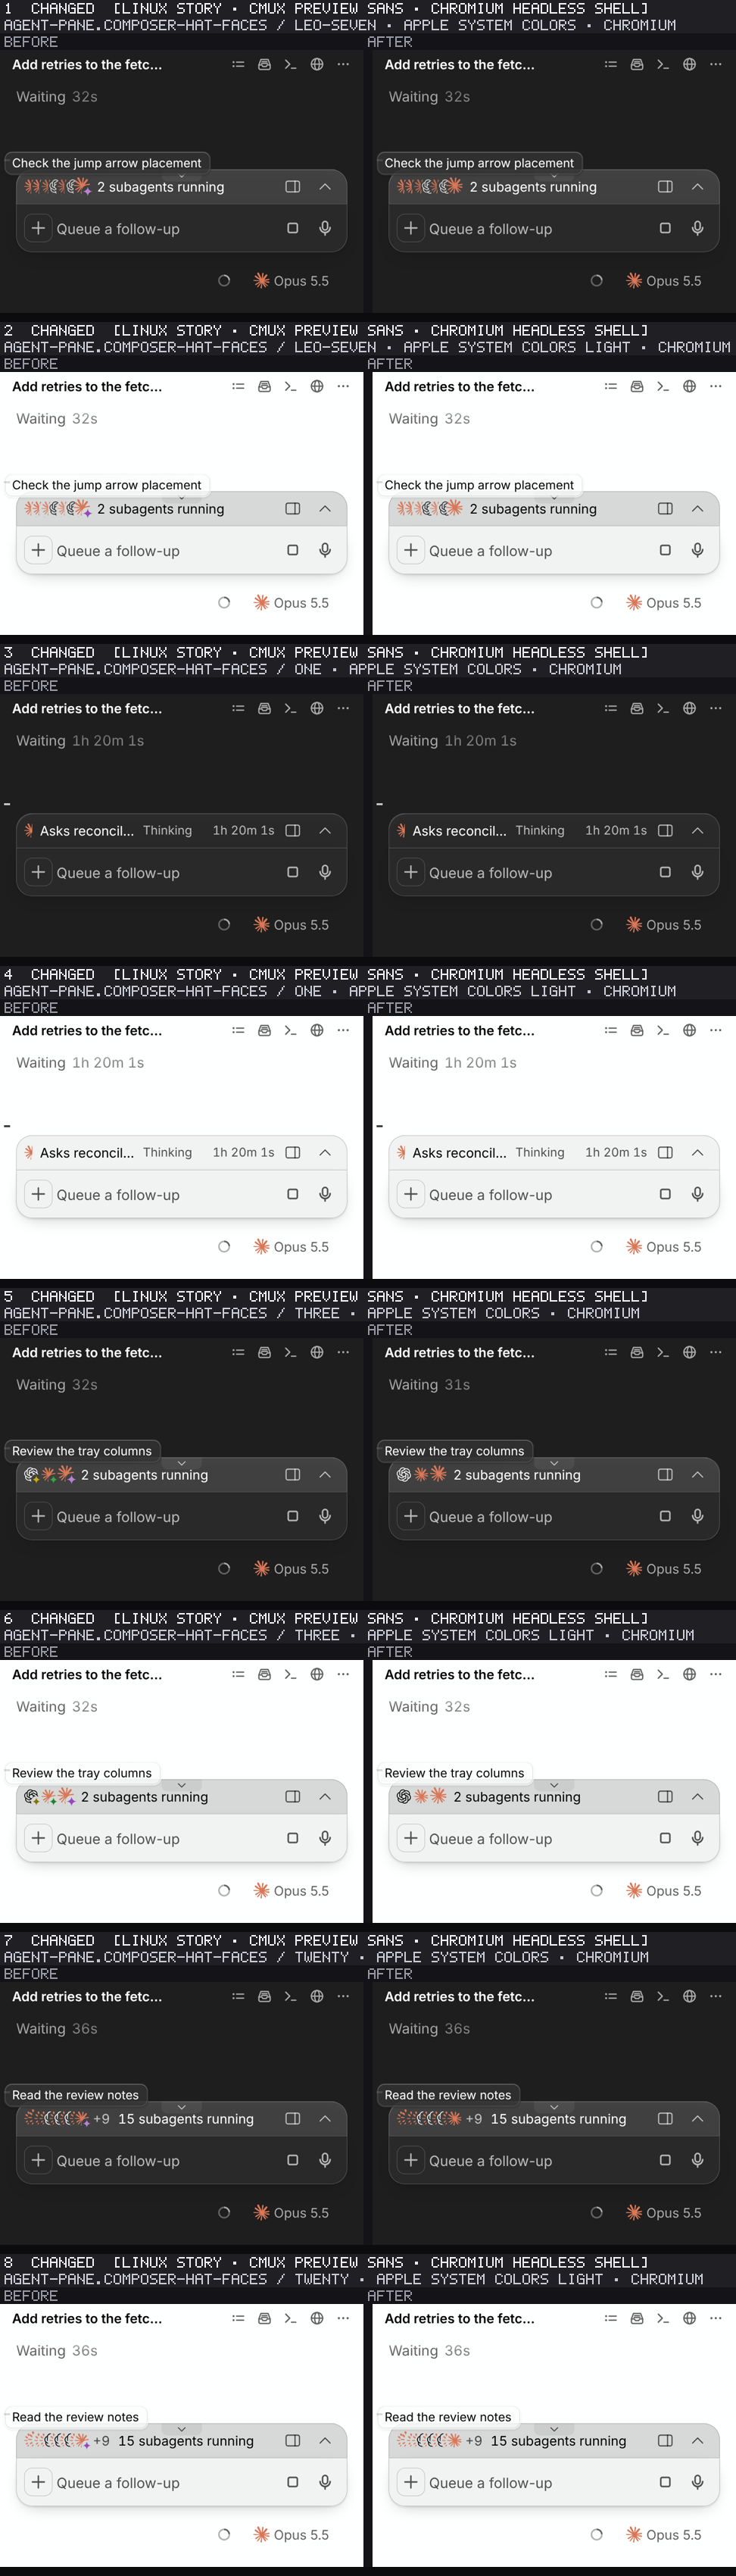 1 CHANGED [LINUX STORY • CMUX PREVIEW SANS • CHROMIUM HEADLESS SHELL]
AGENT-PANE.COMPOSER-HAT-FACES / LEO-SEVEN • APPLE SYSTEM COLORS • CHROMIUM
BEFORE AFTER
Add retries to the fetc... Add retries to the fetc...
Waiting 32s Waiting 32s
Check the jump arrow placement Check the jump arrow placement
2 subagents running 2 subagents running
Queue a follow-up Queue a follow-up
Opus 5.5 Opus 5.5
2 CHANGED [LINUX STORY • CMUX PREVIEW SANS • CHROMIUM HEADLESS SHELL]
AGENT-PANE.COMPOSER-HAT-FACES / LEO-SEVEN • APPLE SYSTEM COLORS LIGHT • CHROMIUM
BEFORE AFTER
Add retries to the fetc... Add retries to the fetc...
Waiting 32s Waiting 32s
Check the jump arrow placement Check the jump arrow placement
2 subagents running 2 subagents running
Queue a follow-up Queue a follow-up
Opus 5.5 Opus 5.5
3 CHANGED [LINUX STORY • CMUX PREVIEW SANS • CHROMIUM HEADLESS SHELL]
AGENT-PANE.COMPOSER-HAT-FACES / ONE • APPLE SYSTEM COLORS • CHROMIUM
BEFORE AFTER
Add retries to the fetc... Add retries to the fetc...
Waiting 1h 20m 1s Waiting 1h 20m 1s
Asks reconcil... Thinking 1h 20m 1s Asks reconcil... Thinking 1h 20m 1s
Queue a follow-up Queue a follow-up
Opus 5.5 Opus 5.5
4 CHANGED [LINUX STORY • CMUX PREVIEW SANS • CHROMIUM HEADLESS SHELL]
AGENT-PANE.COMPOSER-HAT-FACES / ONE • APPLE SYSTEM COLORS LIGHT • CHROMIUM
BEFORE AFTER
Add retries to the fetc... Add retries to the fetc...
Waiting 1h 20m 1s Waiting 1h 20m 1s
Asks reconcil... Thinking 1h 20m 1s Asks reconcil... Thinking 1h 20m 1s
Queue a follow-up Queue a follow-up
Opus 5.5 Opus 5.5
5 CHANGED [LINUX STORY • CMUX PREVIEW SANS • CHROMIUM HEADLESS SHELL]
AGENT-PANE.COMPOSER-HAT-FACES / THREE • APPLE SYSTEM COLORS • CHROMIUM
BEFORE AFTER
Add retries to the fetc... Add retries to the fetc...
Waiting 32s Waiting 31s
Review the tray columns Review the tray columns
2 subagents running 2 subagents running
Queue a follow-up Queue a follow-up
Opus 5.5 Opus 5.5
6 CHANGED [LINUX STORY • CMUX PREVIEW SANS • CHROMIUM HEADLESS SHELL]
AGENT-PANE.COMPOSER-HAT-FACES / THREE • APPLE SYSTEM COLORS LIGHT • CHROMIUM
BEFORE AFTER
Add retries to the fetc... Add retries to the fetc...
Waiting 32s Waiting 32s
Review the tray columns Review the tray columns
2 subagents running 2 subagents running
Queue a follow-up Queue a follow-up
Opus 5.5 Opus 5.5
7 CHANGED [LINUX STORY • CMUX PREVIEW SANS • CHROMIUM HEADLESS SHELL]
AGENT-PANE.COMPOSER-HAT-FACES / TWENTY • APPLE SYSTEM COLORS • CHROMIUM
BEFORE AFTER
Add retries to the fetc... Add retries to the fetc...
Waiting 36s Waiting 36s
Read the review notes Read the review notes
+9 15 subagents running +9 15 subagents running
Queue a follow-up Queue a follow-up
Opus 5.5 Opus 5.5
8 CHANGED [LINUX STORY • CMUX PREVIEW SANS • CHROMIUM HEADLESS SHELL]
AGENT-PANE.COMPOSER-HAT-FACES / TWENTY • APPLE SYSTEM COLORS LIGHT • CHROMIUM
BEFORE AFTER
Add retries to the fetc... Add retries to the fetc...
Waiting 36s Waiting 36s
Read the review notes Read the review notes
+9 15 subagents running +9 15 subagents running
Queue a follow-up Queue a follow-up
Opus 5.5 Opus 5.5